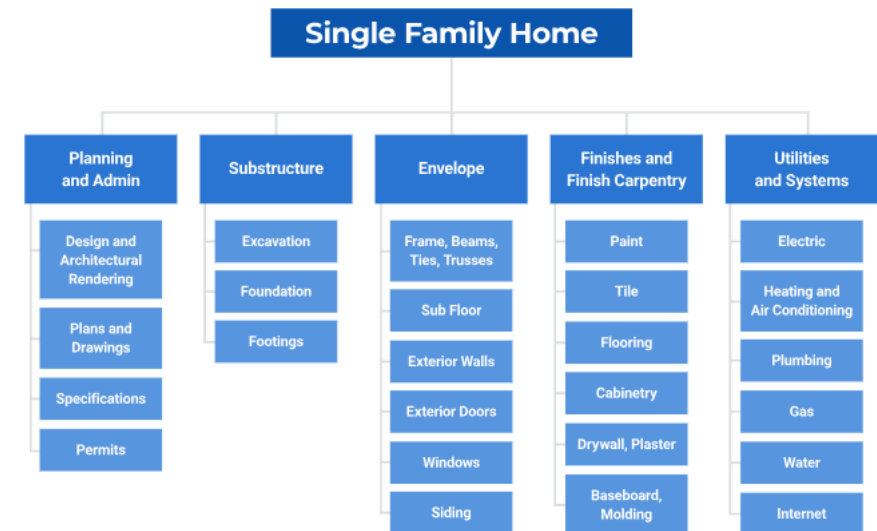 Single Family Home
Planning
and Admin
Design and
Architectural
Rendering
Plans and
Drawings
Specifications
Permits
Substructure
Excavation
Foundation
Footings
Envelope
Frame, Beams,
Ties, Trusses
Sub Floor
Exterior Walls
Exterior Doors
Windows
Siding
Finishes and
Finish Carpentry
Paint
Tile
Flooring
Cabinetry
Drywall, Plaster
Baseboard,
Molding
Utilities
and Systems
Electric
Heating and
Air Conditioning
Plumbing
Gas
Water
Internet